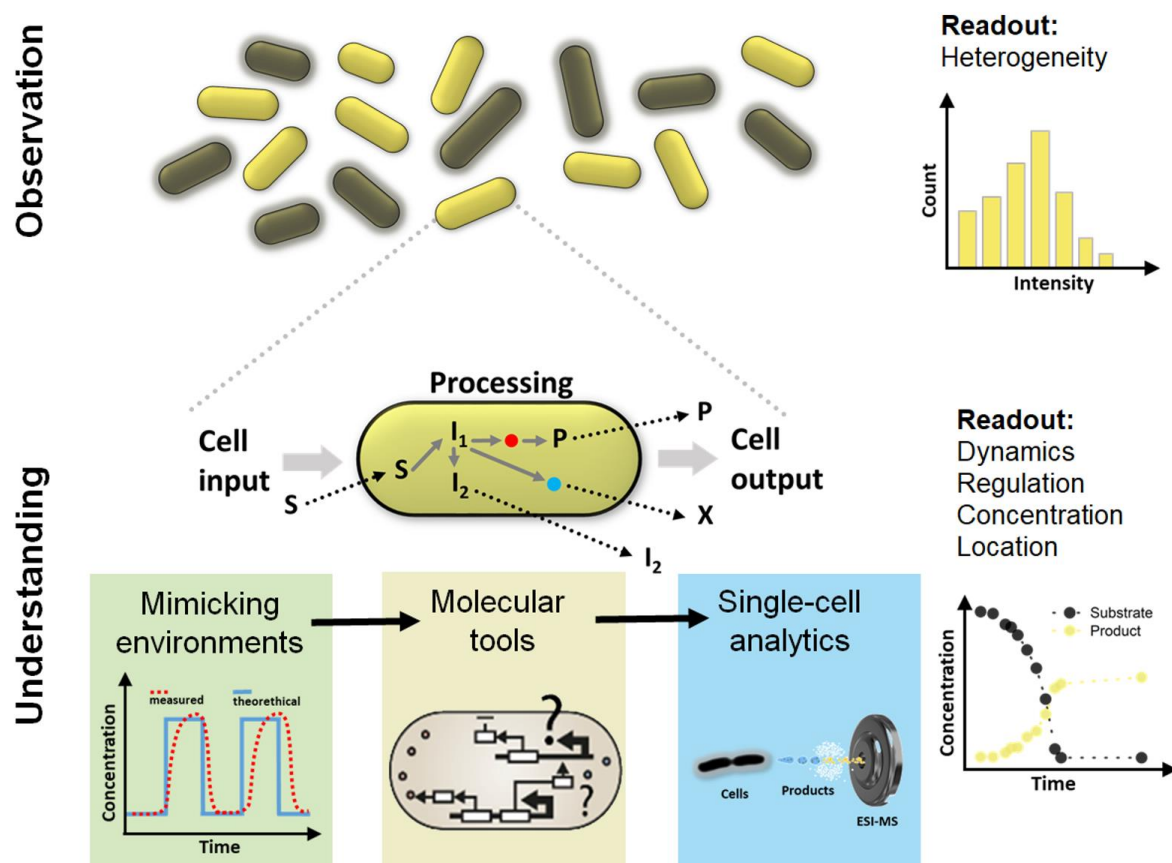 Observation
Readout:
Heterogeneity
Count
Intensity
Processing
Cell
input
S
S
I₁
P
I₂
P
X
I₂
Cell
output
Understanding
Readout:
Dynamics
Regulation
Concentration
Location
Mimicking
environments
measured
theorethical
Concentration
Time
Molecular
tools
?
?
Single-cell
analytics
Cells
Products
ESI-MS
Substrate
Product
Concentration
Time